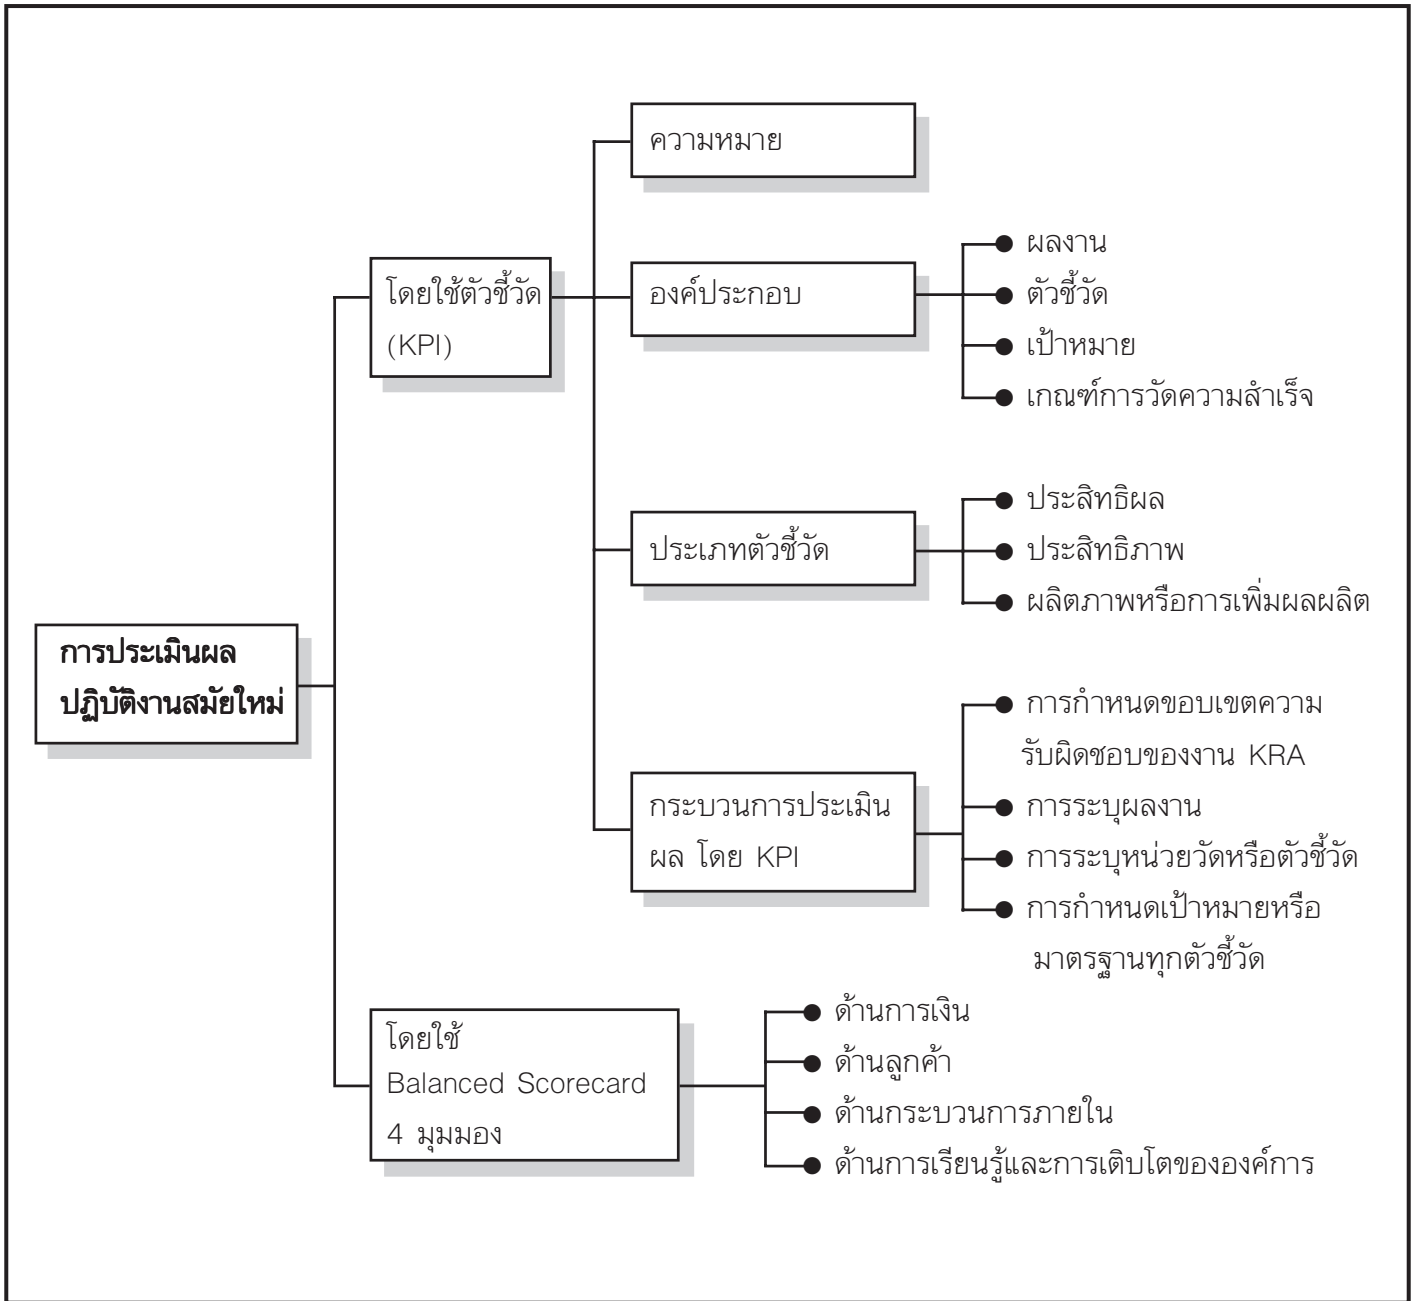 การประเมินผล
ปฏิบัติงานสมัยใหม่
โดยใช้ตัวชี้วัด
(KPI)
ความหมาย
องค์ประกอบ
ผลงาน
ตัวชี้วัด
เป้าหมาย
เกณฑ์การวัดความสำเร็จ
ประเภทตัวชี้วัด
ประสิทธิผล
ประสิทธิภาพ
ผลิตภาพหรือการเพิ่มผลผลิต
กระบวนการประเมิน
ผล โดย KPI
การกำหนดขอบเขตความ
รับผิดชอบของงาน KRA
การระบุผลงาน
การระบุหน่วยวัดหรือตัวชี้วัด
การกำหนดเป้าหมายหรือ
มาตรฐานทุกตัวชี้วัด
โดยใช้
Balanced Scorecard
4 มุมมอง
ด้านการเงิน
ด้านลูกค้า
ด้านกระบวนการภายใน
ด้านการเรียนรู้และการเติบโตขององค์การ